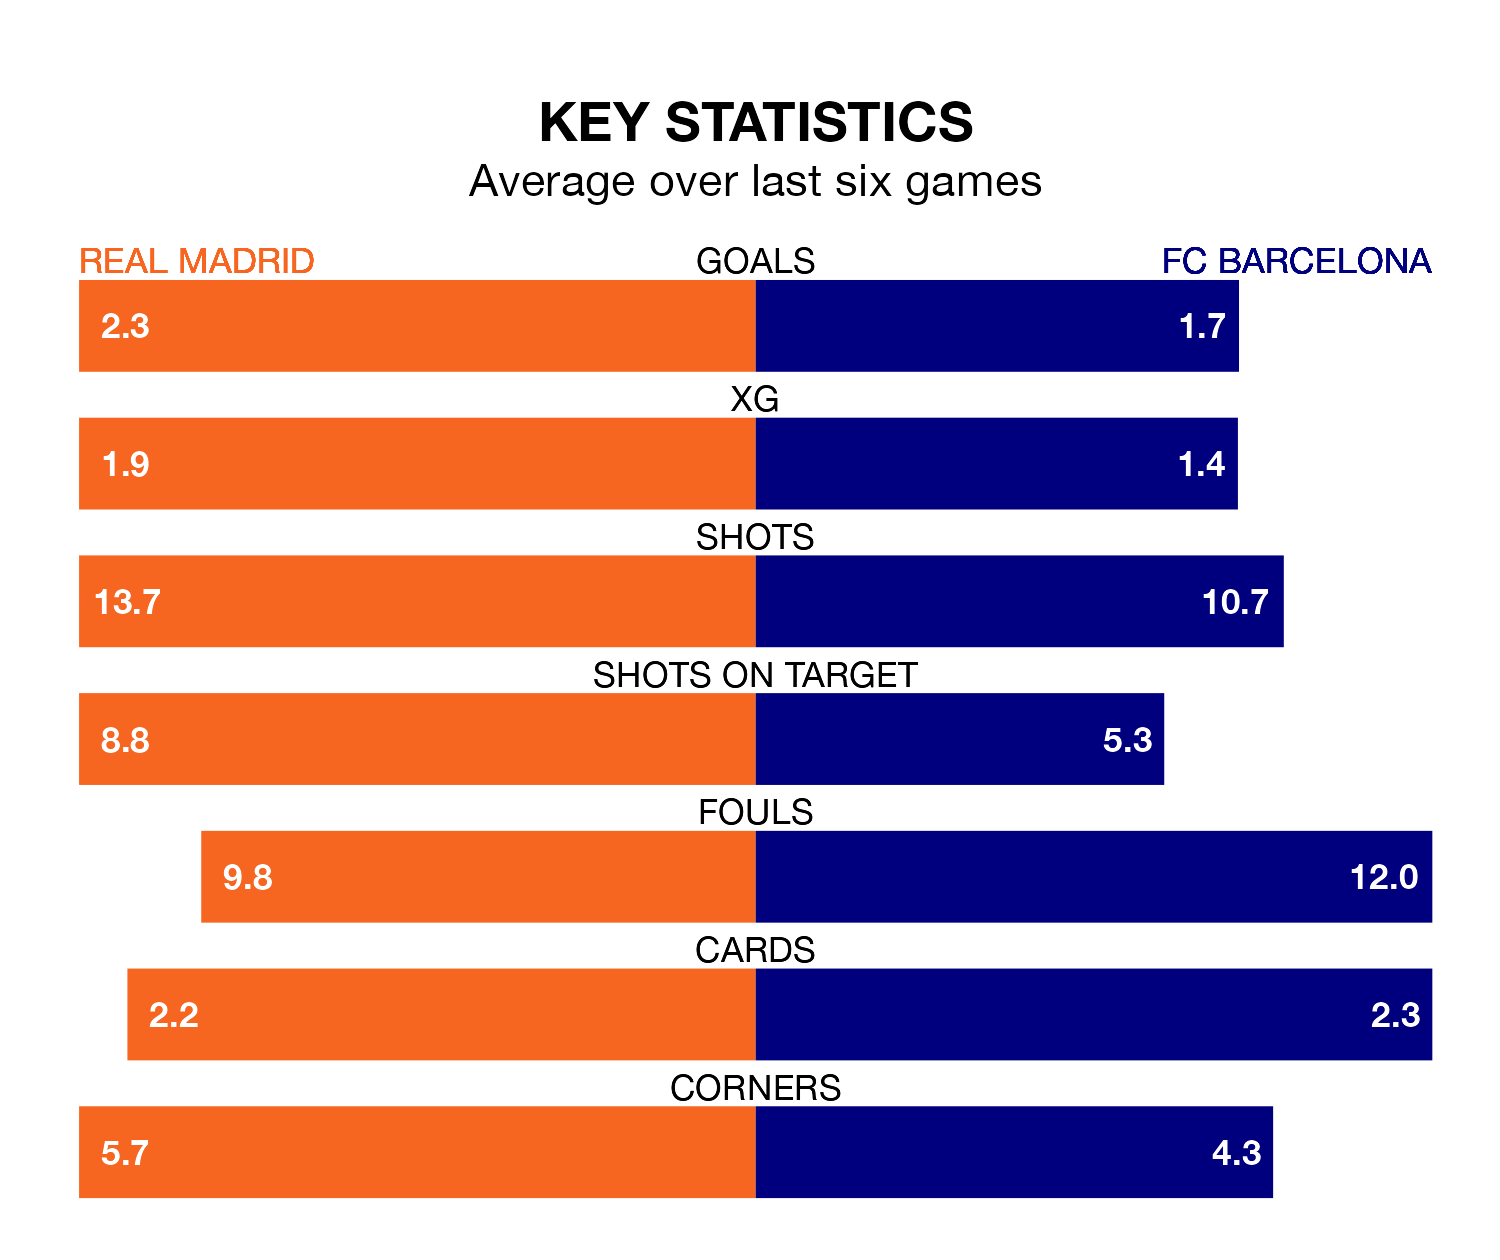 KEY STATISTICS
Average over last six games
REAL MADRID GOALS FC BARCELONA
2.3 1.7
XG
1.9 1.4
SHOTS
13.7 10.7
SHOTS ON TARGET
8.8 5.3
FOULS
9.8 12.0
CARDS
2.2 2.3
CORNERS
5.7 4.3